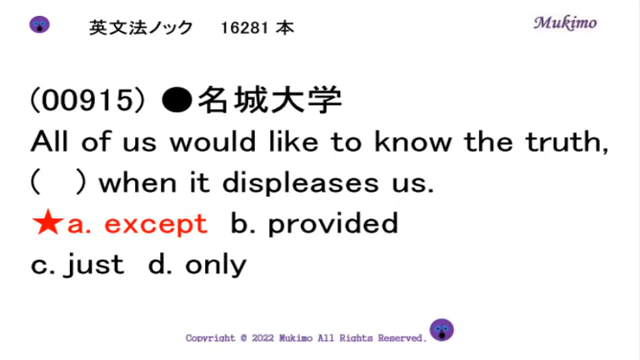 英文法ノック 16281 本
Mukimo
(00915) ●名城大学
All of us would like to know the truth,
(　) when it displeases us.
★a. except b. provided
c. just d. only
Copyright © 2022 Mukimo All Rights Reserved.